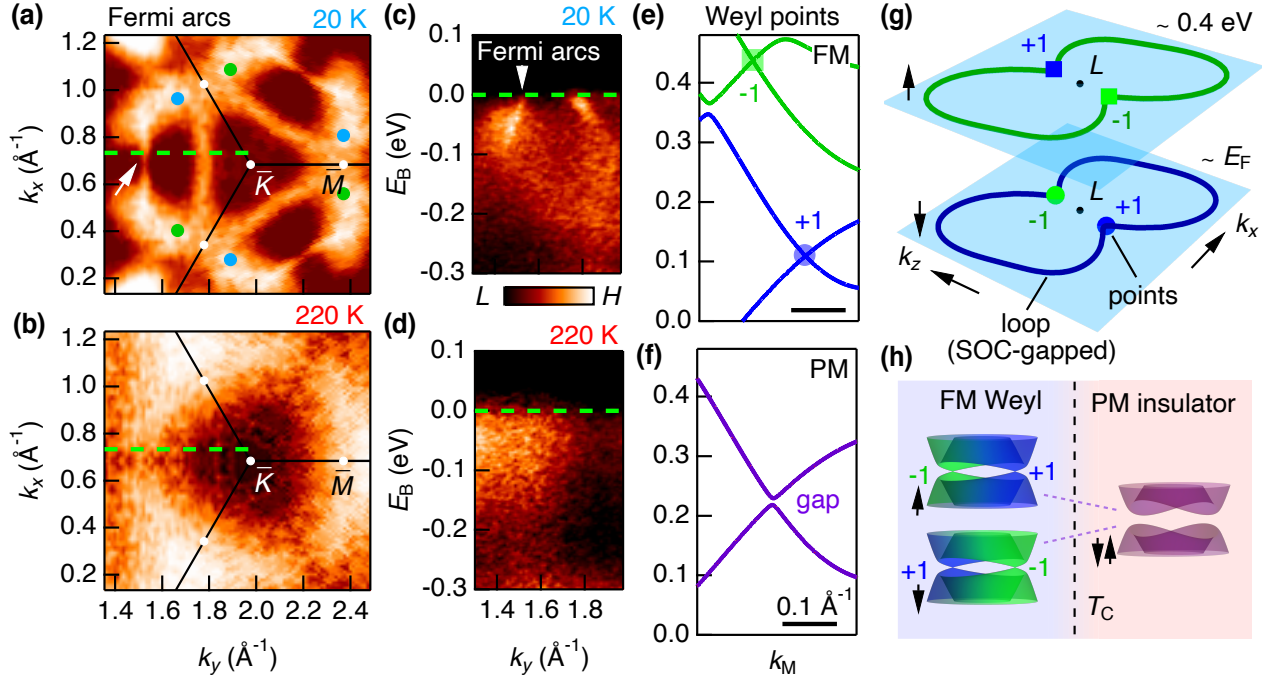 (a) Fermi arcs 20 K
1.2
1.0
0.8
0.6
0.4
0.2
kx (Å-1)
K
M
(b) 220 K
1.2
1.0
0.8
0.6
0.4
0.2
kx (Å-1)
K
M
1.4 1.6 1.8 2.0 2.2 2.4
ky (Å-1)
(c) 20 K
Fermi arcs
0.1
0.0
-0.1
-0.2
-0.3
EB (eV)
L H
(d) 220 K
0.1
0.0
-0.1
-0.2
-0.3
EB (eV)
1.4 1.6 1.8
ky (Å-1)
(e) Weyl points
FM
0.4
0.3
0.2
0.1
0.0
-1
+1
(f)
PM
0.4
0.3
0.2
0.1
0.0
gap
0.1 Å-1
kM
(g)
~ 0.4 eV
+1
L
-1
~ EF
L
+1
-1
kx
kz
points
loop
(SOC-gapped)
(h)
FM Weyl PM insulator
-1 +1
+1 -1
TC